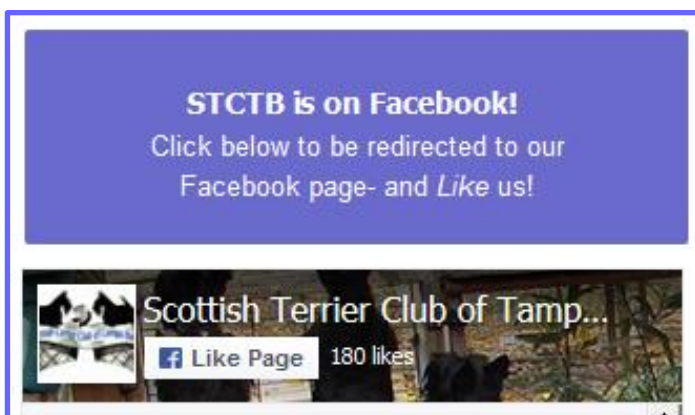 STCTB is on Facebook!
Click below to be redirected to our
Facebook page- and Like us!
Scottish Terrier Club of Tamp...
Like Page
180 likes